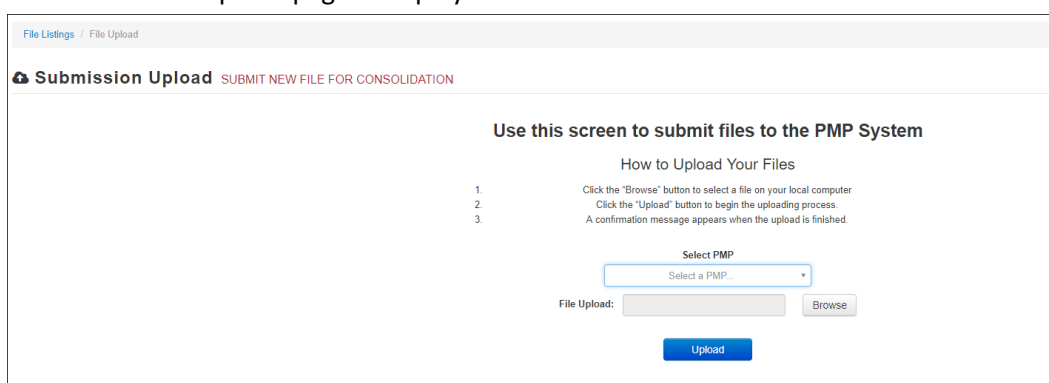 File Listings / File Upload
Submission Upload SUBMIT NEW FILE FOR CONSOLIDATION
Use this screen to submit files to the PMP System
How to Upload Your Files
1. Click the "Browse" button to select a file on your local computer
2. Click the "Upload" button to begin the uploading process.
3. A confirmation message appears when the upload is finished.
Select PMP
Select a PMP...
File Upload: Browse
Upload